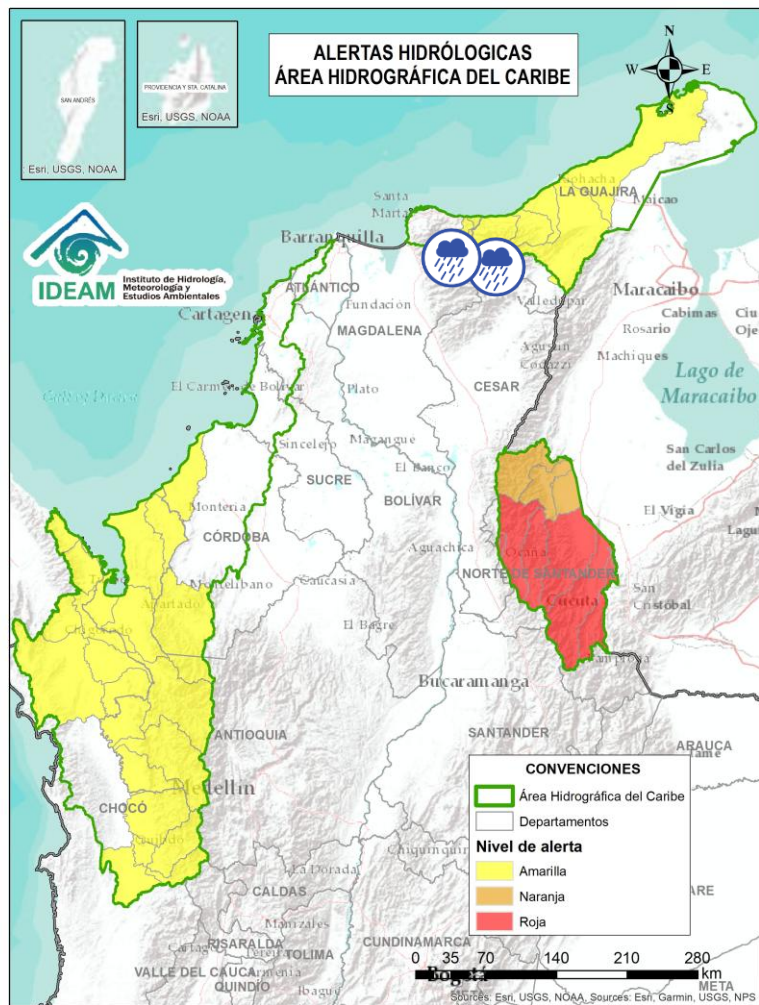 ALERTAS HIDRÓLOGICAS
ÁREA HIDROGRÁFICA DEL CARIBE
N
W
E
S
SAN ANDRÉS
Esri, USGS, NOAA
PROVIDENCIA Y STA. CATALINA
Esri, USGS, NOAA
IDEAM
Instituto de Hidrología,
Meteorología y
Estudios Ambientales
Santa
Marta
Barranquilla
LA GUAJIRA
Maicao
ATLÁNTICO
Cartagena
Fundación
MAGDALENA
Valledupar
Maracaibo
Cabimas
Rosario
Machiques
Agustín
Codazzi
CESAR
Lago de
Maracaibo
El Carmen de Bolívar
Plato
Sincelejo
Magangue
El Banco
SUCRE
BOLÍVAR
San Carlos
del Zulia
Montería
CÓRDOBA
El Vigía
Aguachica
Ocaña
NORTE DE SANTANDER
Montelíbano
Caucasia
Apartado
Cúcuta
San
Cristóbal
El Bagre
Pamplona
Bucaramanga
ANTIOQUIA
SANTANDER
ARAUCA
Medellín
CHOCÓ
Quibdó
La Dorada
CALDAS
Manizales
RISARALDA
TOLIMA
CUNDINAMARCA
VALLE DEL CAUCA
Armenia
QUINDÍO
Ibagué
Bogotá
META
CONVENCIONES
Área Hidrográfica del Caribe
Departamentos
Nivel de alerta
Amarilla
Naranja
Roja
0 35 70 140 210 280
km
Sources: Esri, USGS, NOAA, Sources: Esri, Garmin, USGS, NPS